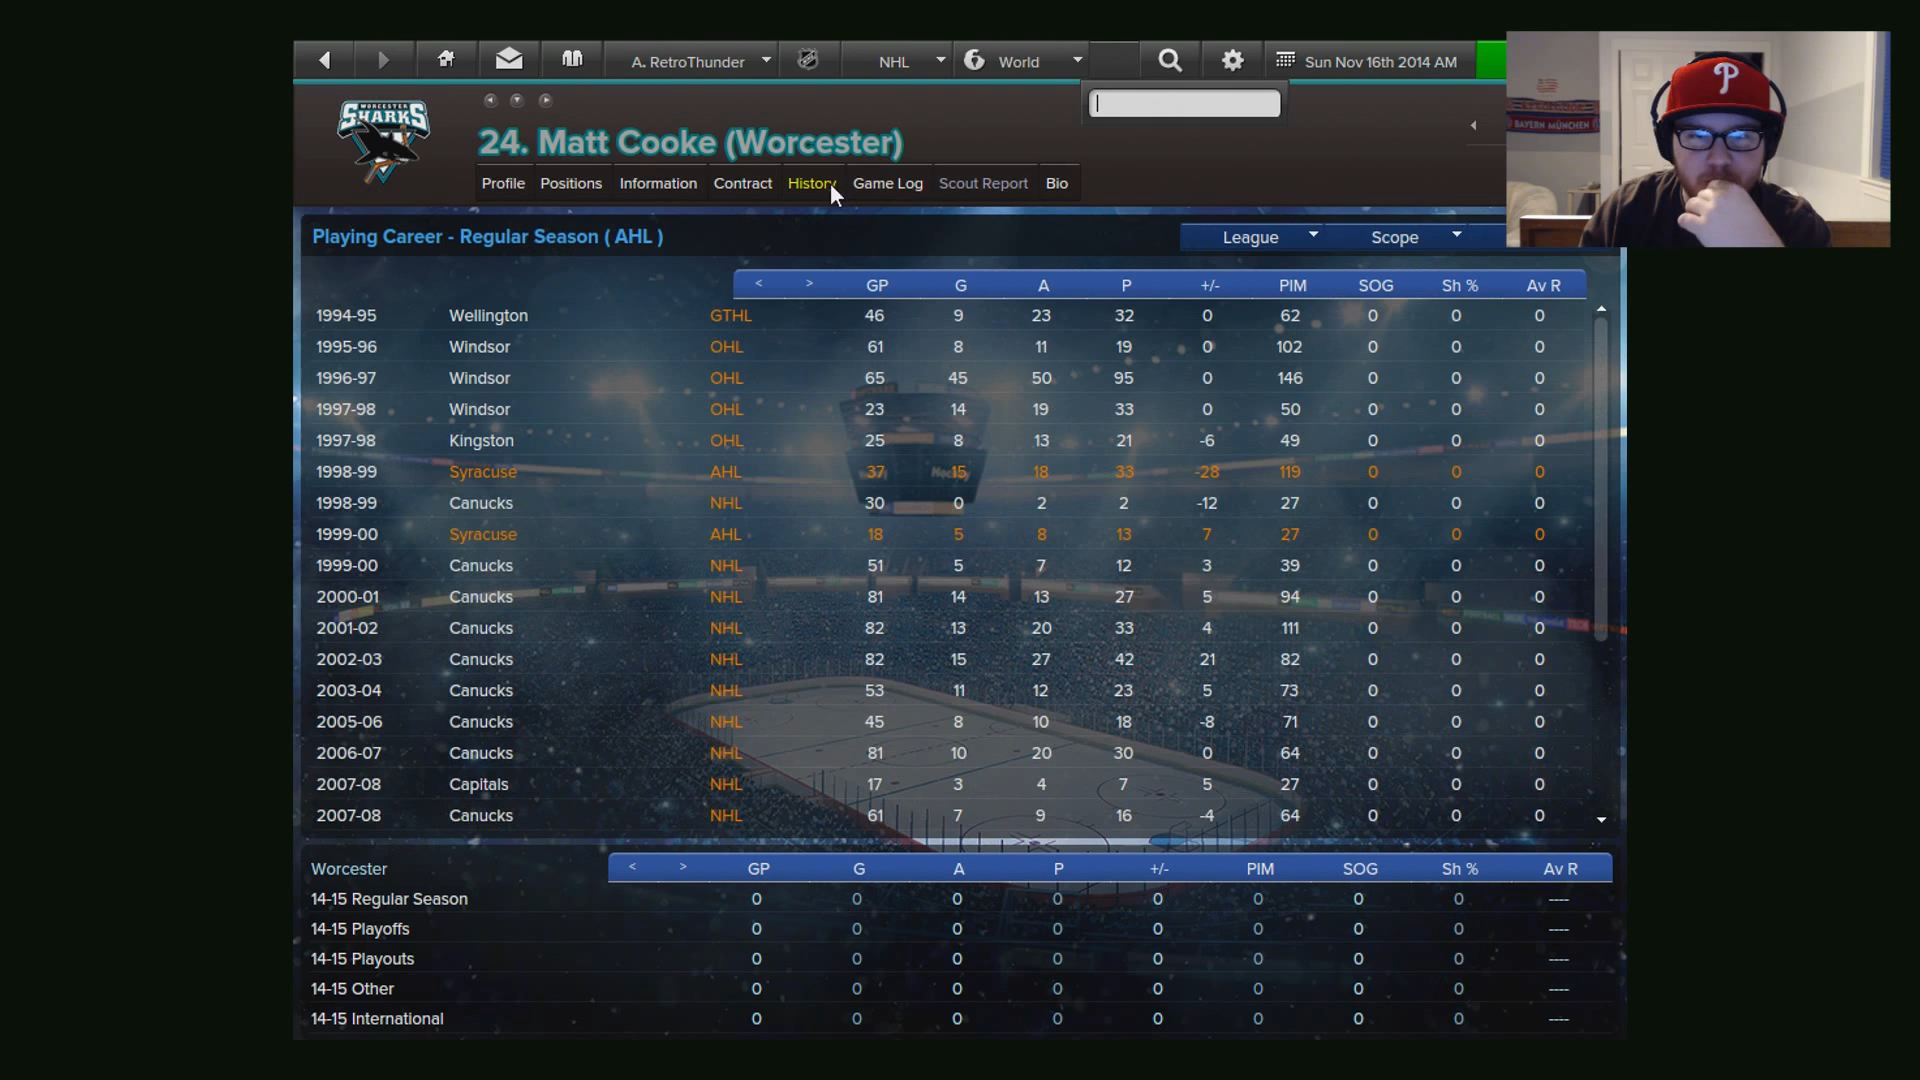 A. RetroThunder NHL World Sun Nov 16th 2014 AM
WORCESTER
SHARKS
24. Matt Cooke (Worcester)
Profile Positions Information Contract History Game Log Scout Report Bio
P
BAYERN MÜNCHEN
Playing Career - Regular Season ( AHL ) League Scope
< > GP G A P +/- PIM SOG Sh % Av R
1994-95 Wellington GTHL 46 9 23 32 0 62 0 0 0
1995-96 Windsor OHL 61 8 11 19 0 102 0 0 0
1996-97 Windsor OHL 65 45 50 95 0 146 0 0 0
1997-98 Windsor OHL 23 14 19 33 0 50 0 0 0
1997-98 Kingston OHL 25 8 13 21 -6 49 0 0 0
1998-99 Syracuse AHL 37 15 18 33 -28 119 0 0 0
1998-99 Canucks NHL 30 0 2 2 -12 27 0 0 0
1999-00 Syracuse AHL 18 5 8 13 7 27 0 0 0
1999-00 Canucks NHL 51 5 7 12 3 39 0 0 0
2000-01 Canucks NHL 81 14 13 27 5 94 0 0 0
2001-02 Canucks NHL 82 13 20 33 4 111 0 0 0
2002-03 Canucks NHL 82 15 27 42 21 82 0 0 0
2003-04 Canucks NHL 53 11 12 23 5 73 0 0 0
2005-06 Canucks NHL 45 8 10 18 -8 71 0 0 0
2006-07 Canucks NHL 81 10 20 30 0 64 0 0 0
2007-08 Capitals NHL 17 3 4 7 5 27 0 0 0
2007-08 Canucks NHL 61 7 9 16 -4 64 0 0 0
Worcester < > GP G A P +/- PIM SOG Sh % Av R
14-15 Regular Season 0 0 0 0 0 0 0 0 ----
14-15 Playoffs 0 0 0 0 0 0 0 0 ----
14-15 Playouts 0 0 0 0 0 0 0 0 ----
14-15 Other 0 0 0 0 0 0 0 0 ----
14-15 International 0 0 0 0 0 0 0 0 ----